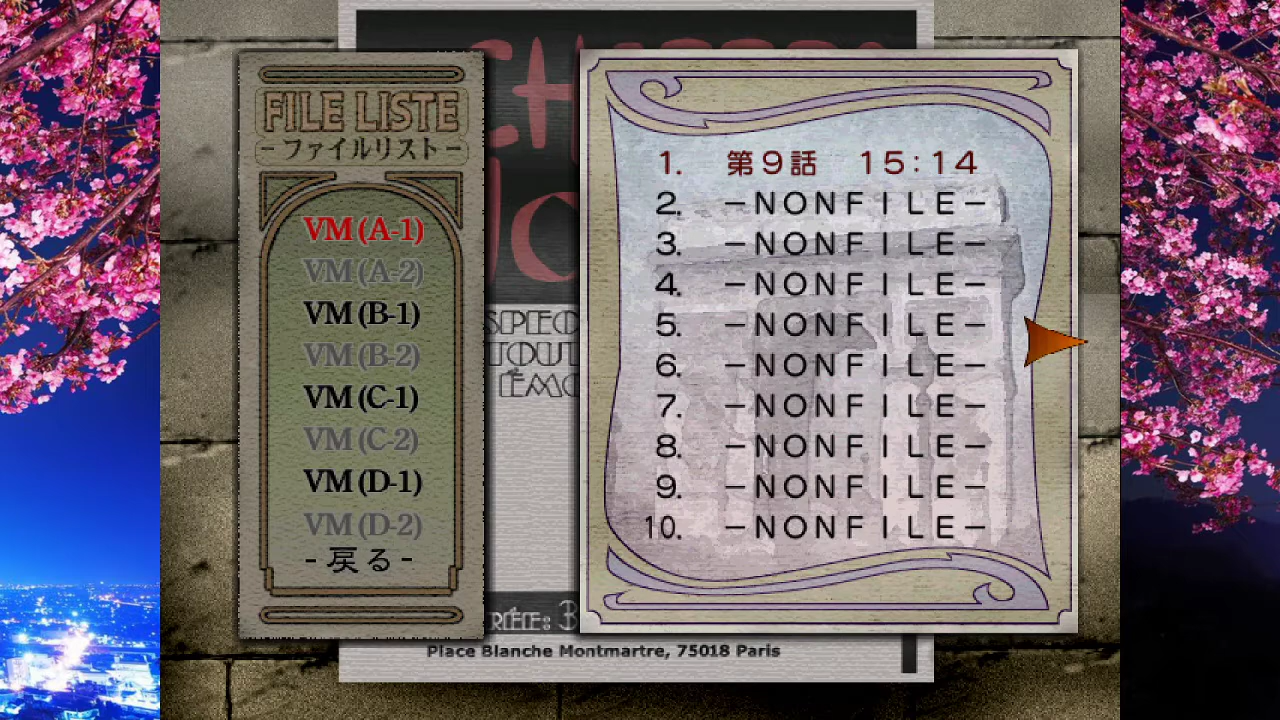 FILE LISTE
-ファイルリスト-
VM(A-1)
VM(A-2)
VM(B-1)
VM(B-2)
VM(C-1)
VM(C-2)
VM(D-1)
VM(D-2)
-戻る-
1. 第９話 １５：１４
2. －ＮＯＮＦＩＬＥ－
3. －ＮＯＮＦＩＬＥ－
4. －ＮＯＮＦＩＬＥ－
5. －ＮＯＮＦＩＬＥ－
6. －ＮＯＮＦＩＬＥ－
7. －ＮＯＮＦＩＬＥ－
8. －ＮＯＮＦＩＬＥ－
9. －ＮＯＮＦＩＬＥ－
10. －ＮＯＮＦＩＬＥ－
Place Blanche Montmartre, 75018 Paris